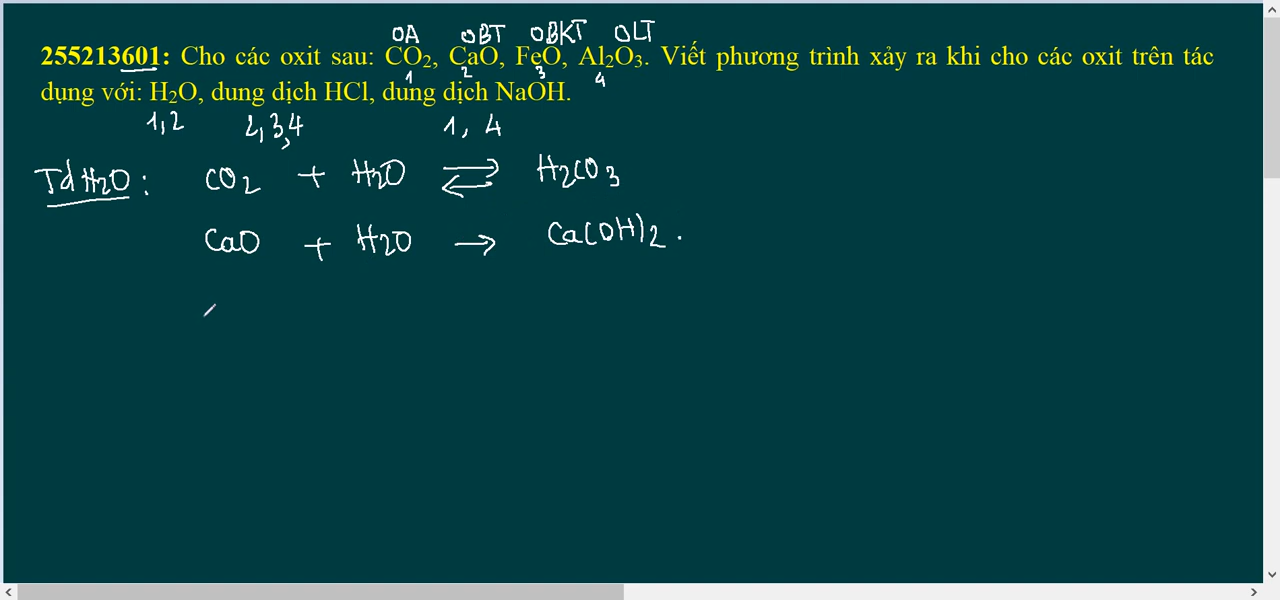 OA OBT OBKT OLT
255213601: Cho các oxit sau: CO₂, CaO, FeO, Al₂O₃. Viết phương trình xảy ra khi cho các oxit trên tác
1 2 3 4
dụng với: H₂O, dung dịch HCl, dung dịch NaOH.
1,2 2,3,4 1, 4
Td H2O: CO2 + H2O ⇌ H2CO3
CaO + H2O → Ca(OH)2.